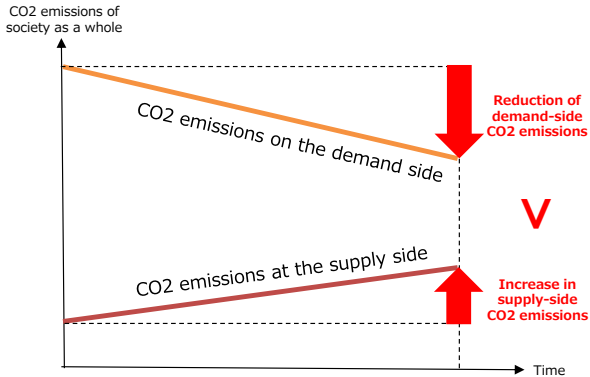 CO2 emissions of
society as a whole
CO2 emissions on the demand side
Reduction of
demand-side
CO2 emissions
V
CO2 emissions at the supply side
Increase in
supply-side
CO2 emissions
Time